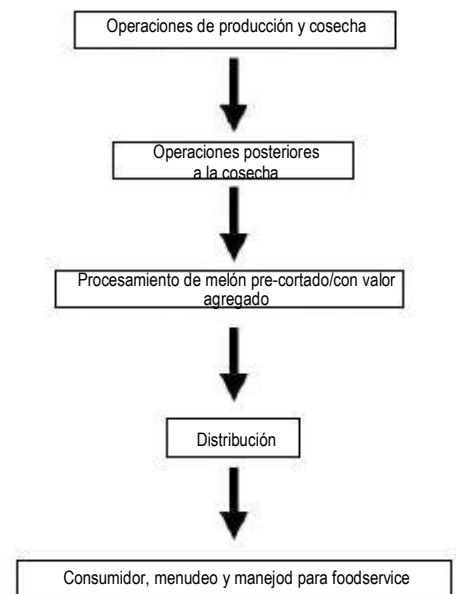 Operaciones de producción y cosecha
Operaciones posteriores
a la cosecha
Procesamiento de melón pre-cortado/con valor
agregado
Distribución
Consumidor, menudeo y manejod para foodservice